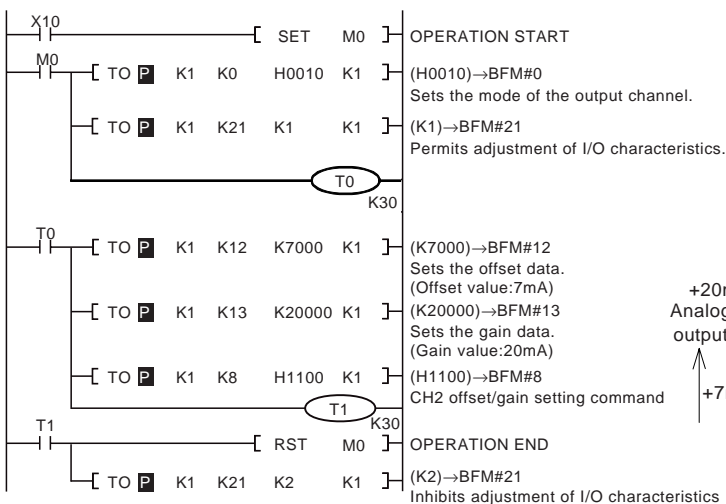 X10
SET M0 OPERATION START
M0
TO P K1 K0 H0010 K1 (H0010)→BFM#0
Sets the mode of the output channel.
TO P K1 K21 K1 K1 (K1)→BFM#21
Permits adjustment of I/O characteristics.
T0
K30
T0
TO P K1 K12 K7000 K1 (K7000)→BFM#12
Sets the offset data.
(Offset value:7mA)
TO P K1 K13 K20000 K1 (K20000)→BFM#13
Sets the gain data.
(Gain value:20mA)
TO P K1 K8 H1100 K1 (H1100)→BFM#8
CH2 offset/gain setting command
T1
K30
T1
RST M0 OPERATION END
TO P K1 K21 K2 K1 (K2)→BFM#21
Inhibits adjustment of I/O characteristics
Analog
output
+7